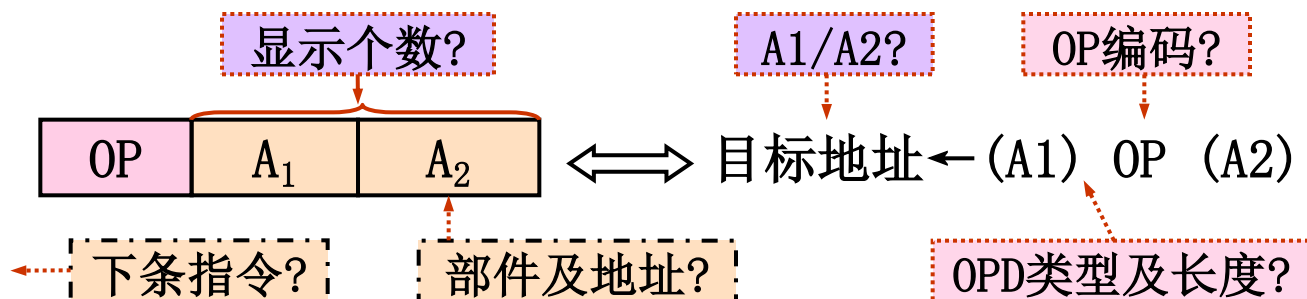 显示个数?
A1/A2?
OP编码?
OP A₁ A₂
目标地址←(A1) OP (A2)
下条指令?
部件及地址?
OPD类型及长度?